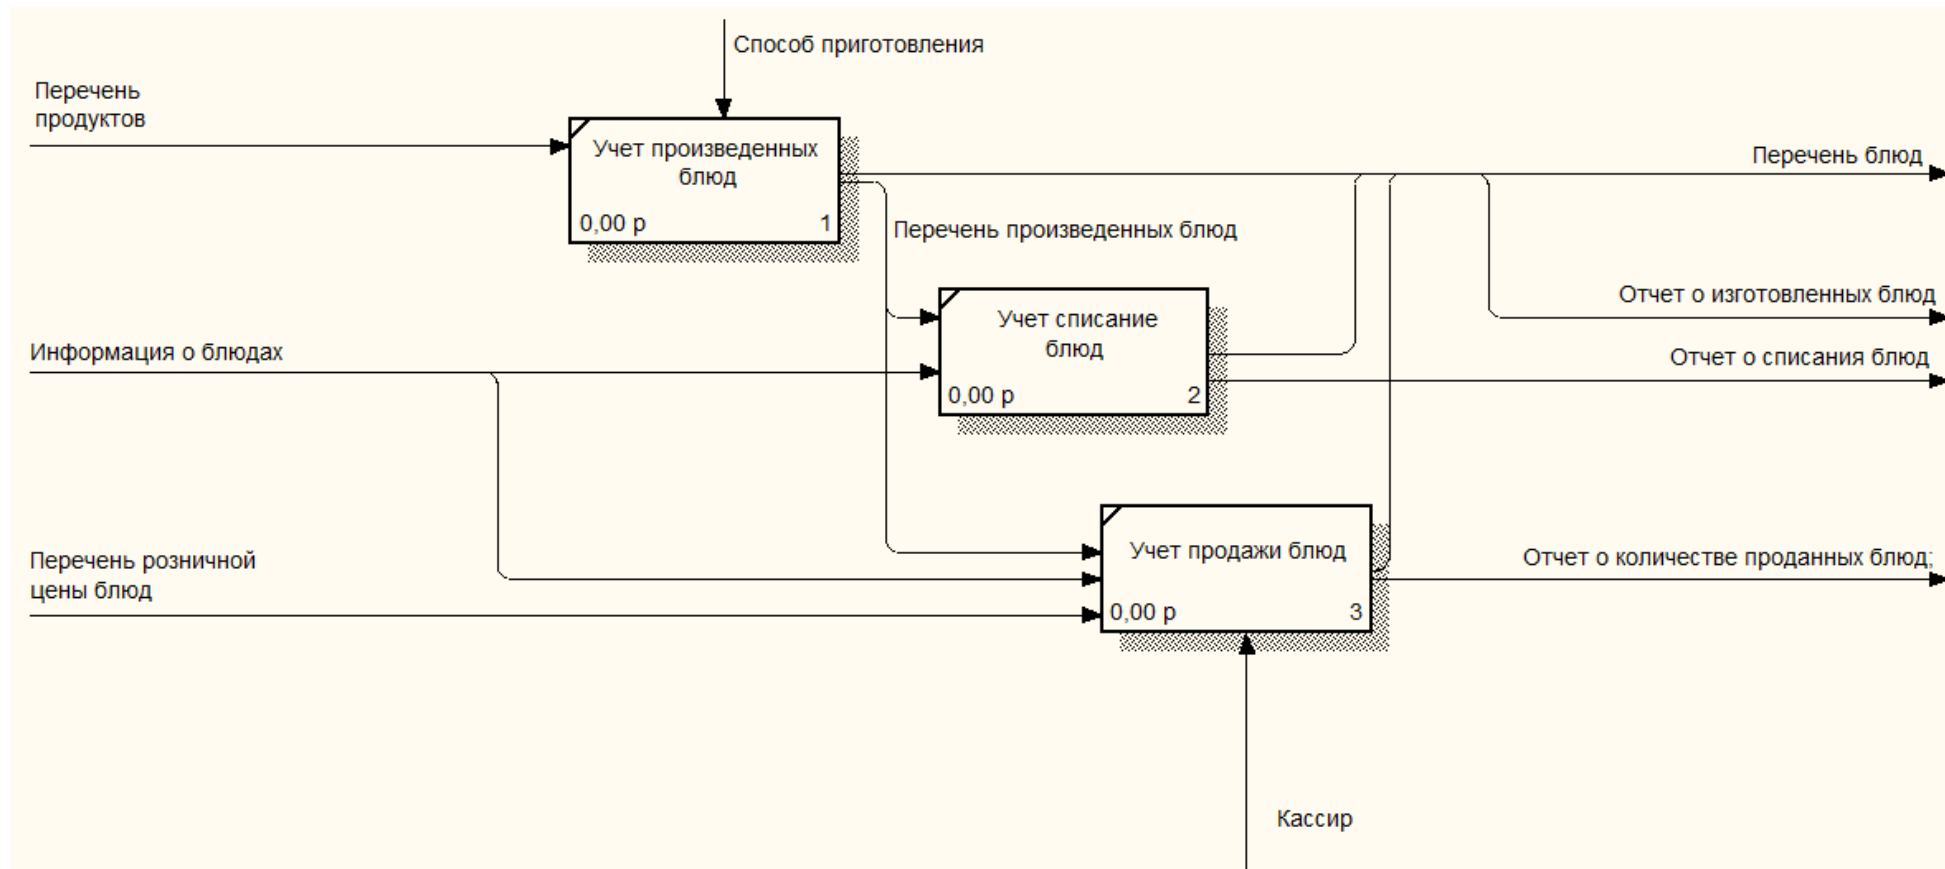 Способ приготовления
Перечень
продуктов
Учет произведенных
блюд
0,00 р
1
Перечень блюд
Перечень произведенных блюд
Отчет о изготовленных блюд
Учет списание
блюд
0,00 р
2
Информация о блюдах
Отчет о списания блюд
Перечень розничной
цены блюд
Учет продажи блюд
0,00 р
3
Отчет о количестве проданных блюд;
Кассир